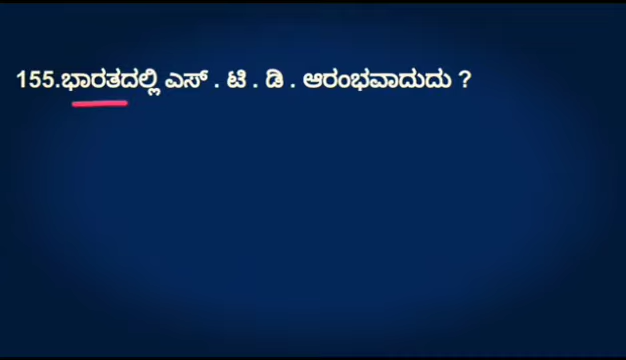 155.ಭಾರತದಲ್ಲಿ ಎಸ್ . ಟಿ . ಡಿ . ಆರಂಭವಾದುದು ?